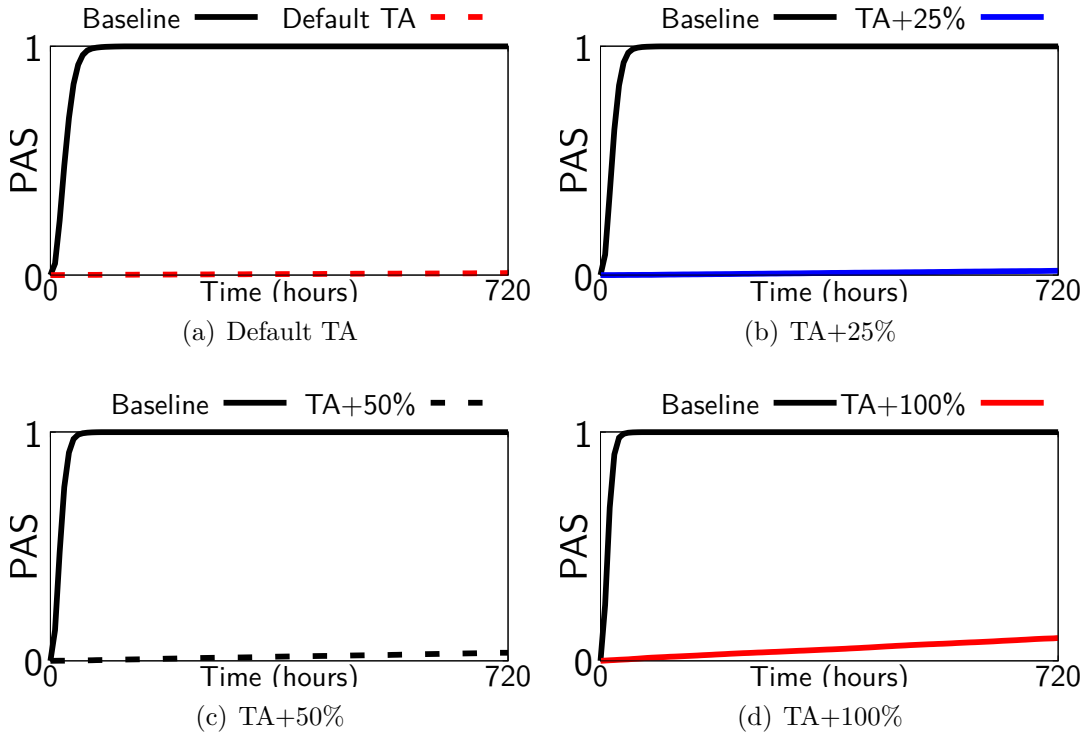 Baseline Default TA
1
PAS
0
0 Time (hours) 720
(a) Default TA
Baseline TA+25%
1
PAS
0
0 Time (hours) 720
(b) TA+25%
Baseline TA+50%
1
PAS
0
0 Time (hours) 720
(c) TA+50%
Baseline TA+100%
1
PAS
0
0 Time (hours) 720
(d) TA+100%